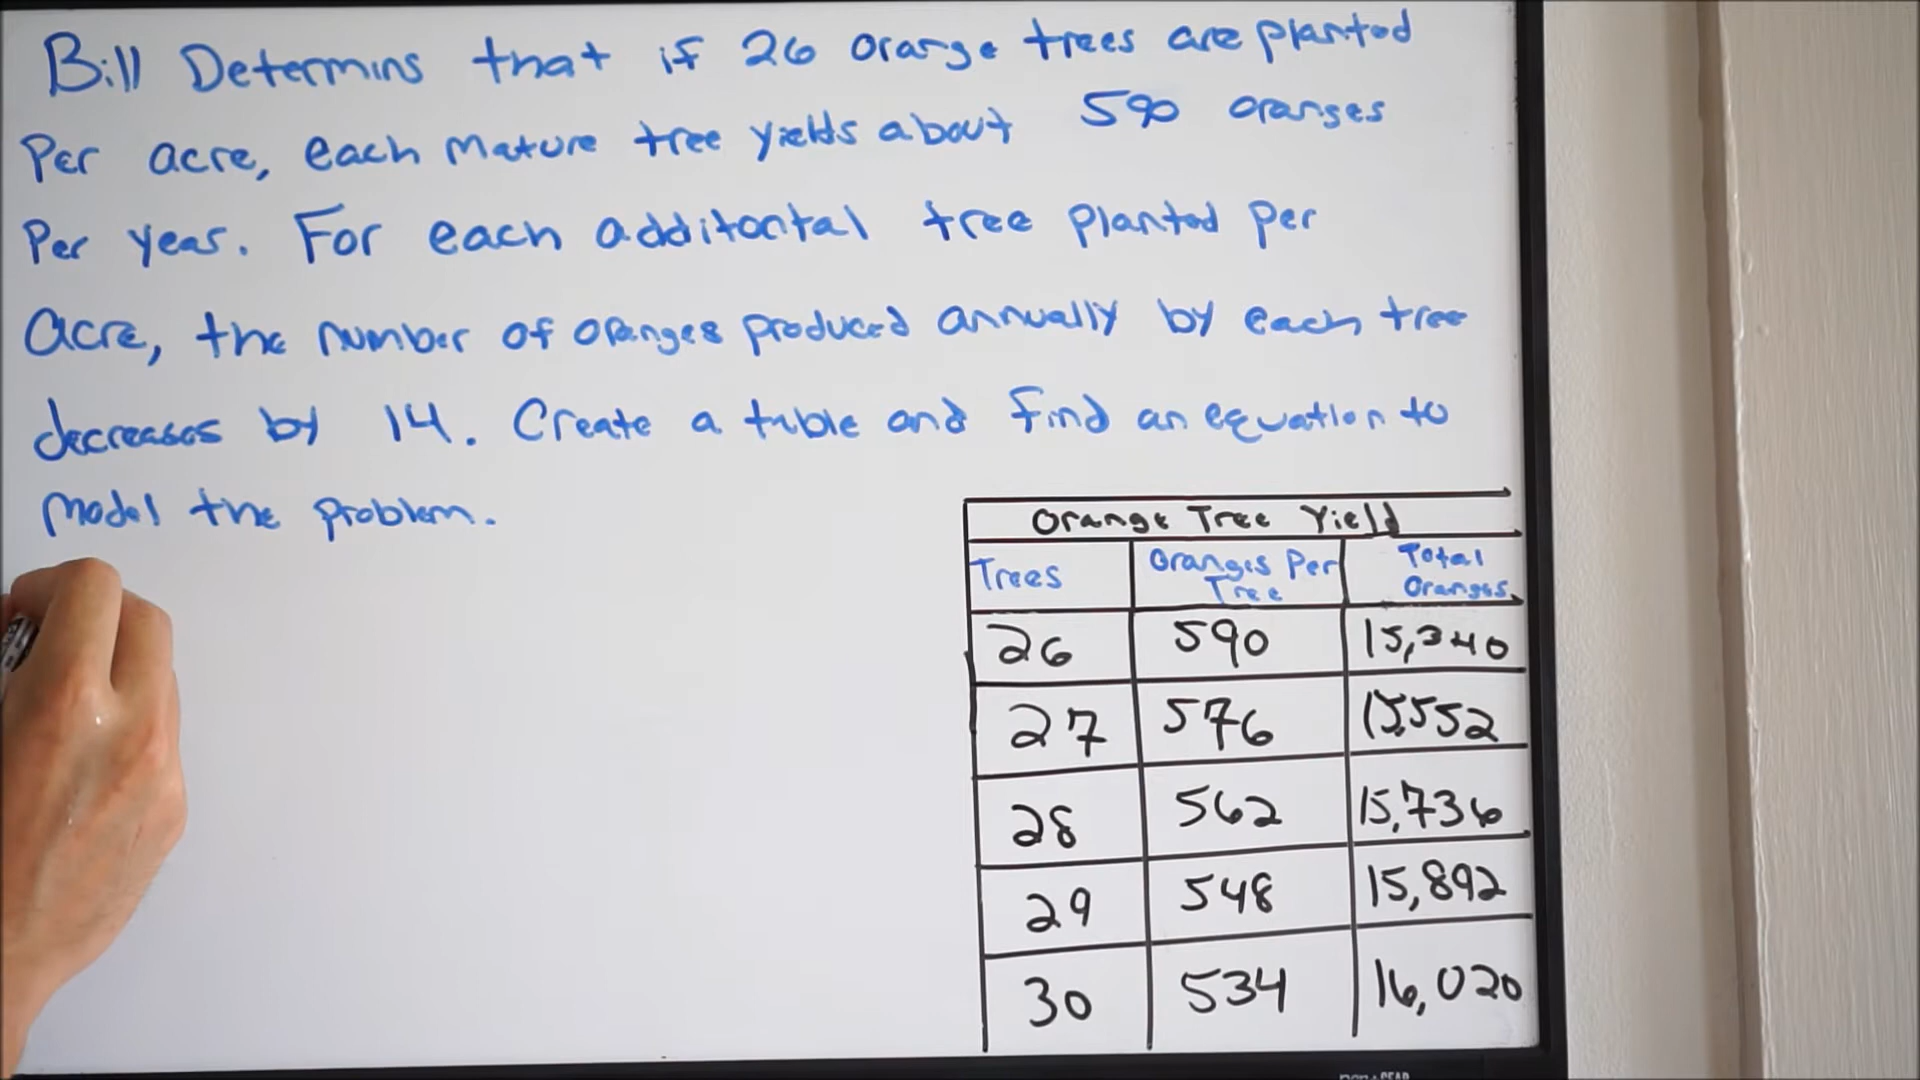 Bill Determins that if 26 orange trees are planted
Per acre, each mature tree yields about 590 oranges
Per year. For each additontal tree planted per
acre, the number of oranges produced annually by each tree
decreases by 14. Create a table and find an equation to
model the problem.
Orange Tree Yield
Trees Oranges Per Tree Total Oranges
26 590 15,340
27 576 15,552
28 562 15,736
29 548 15,892
30 534 16,020